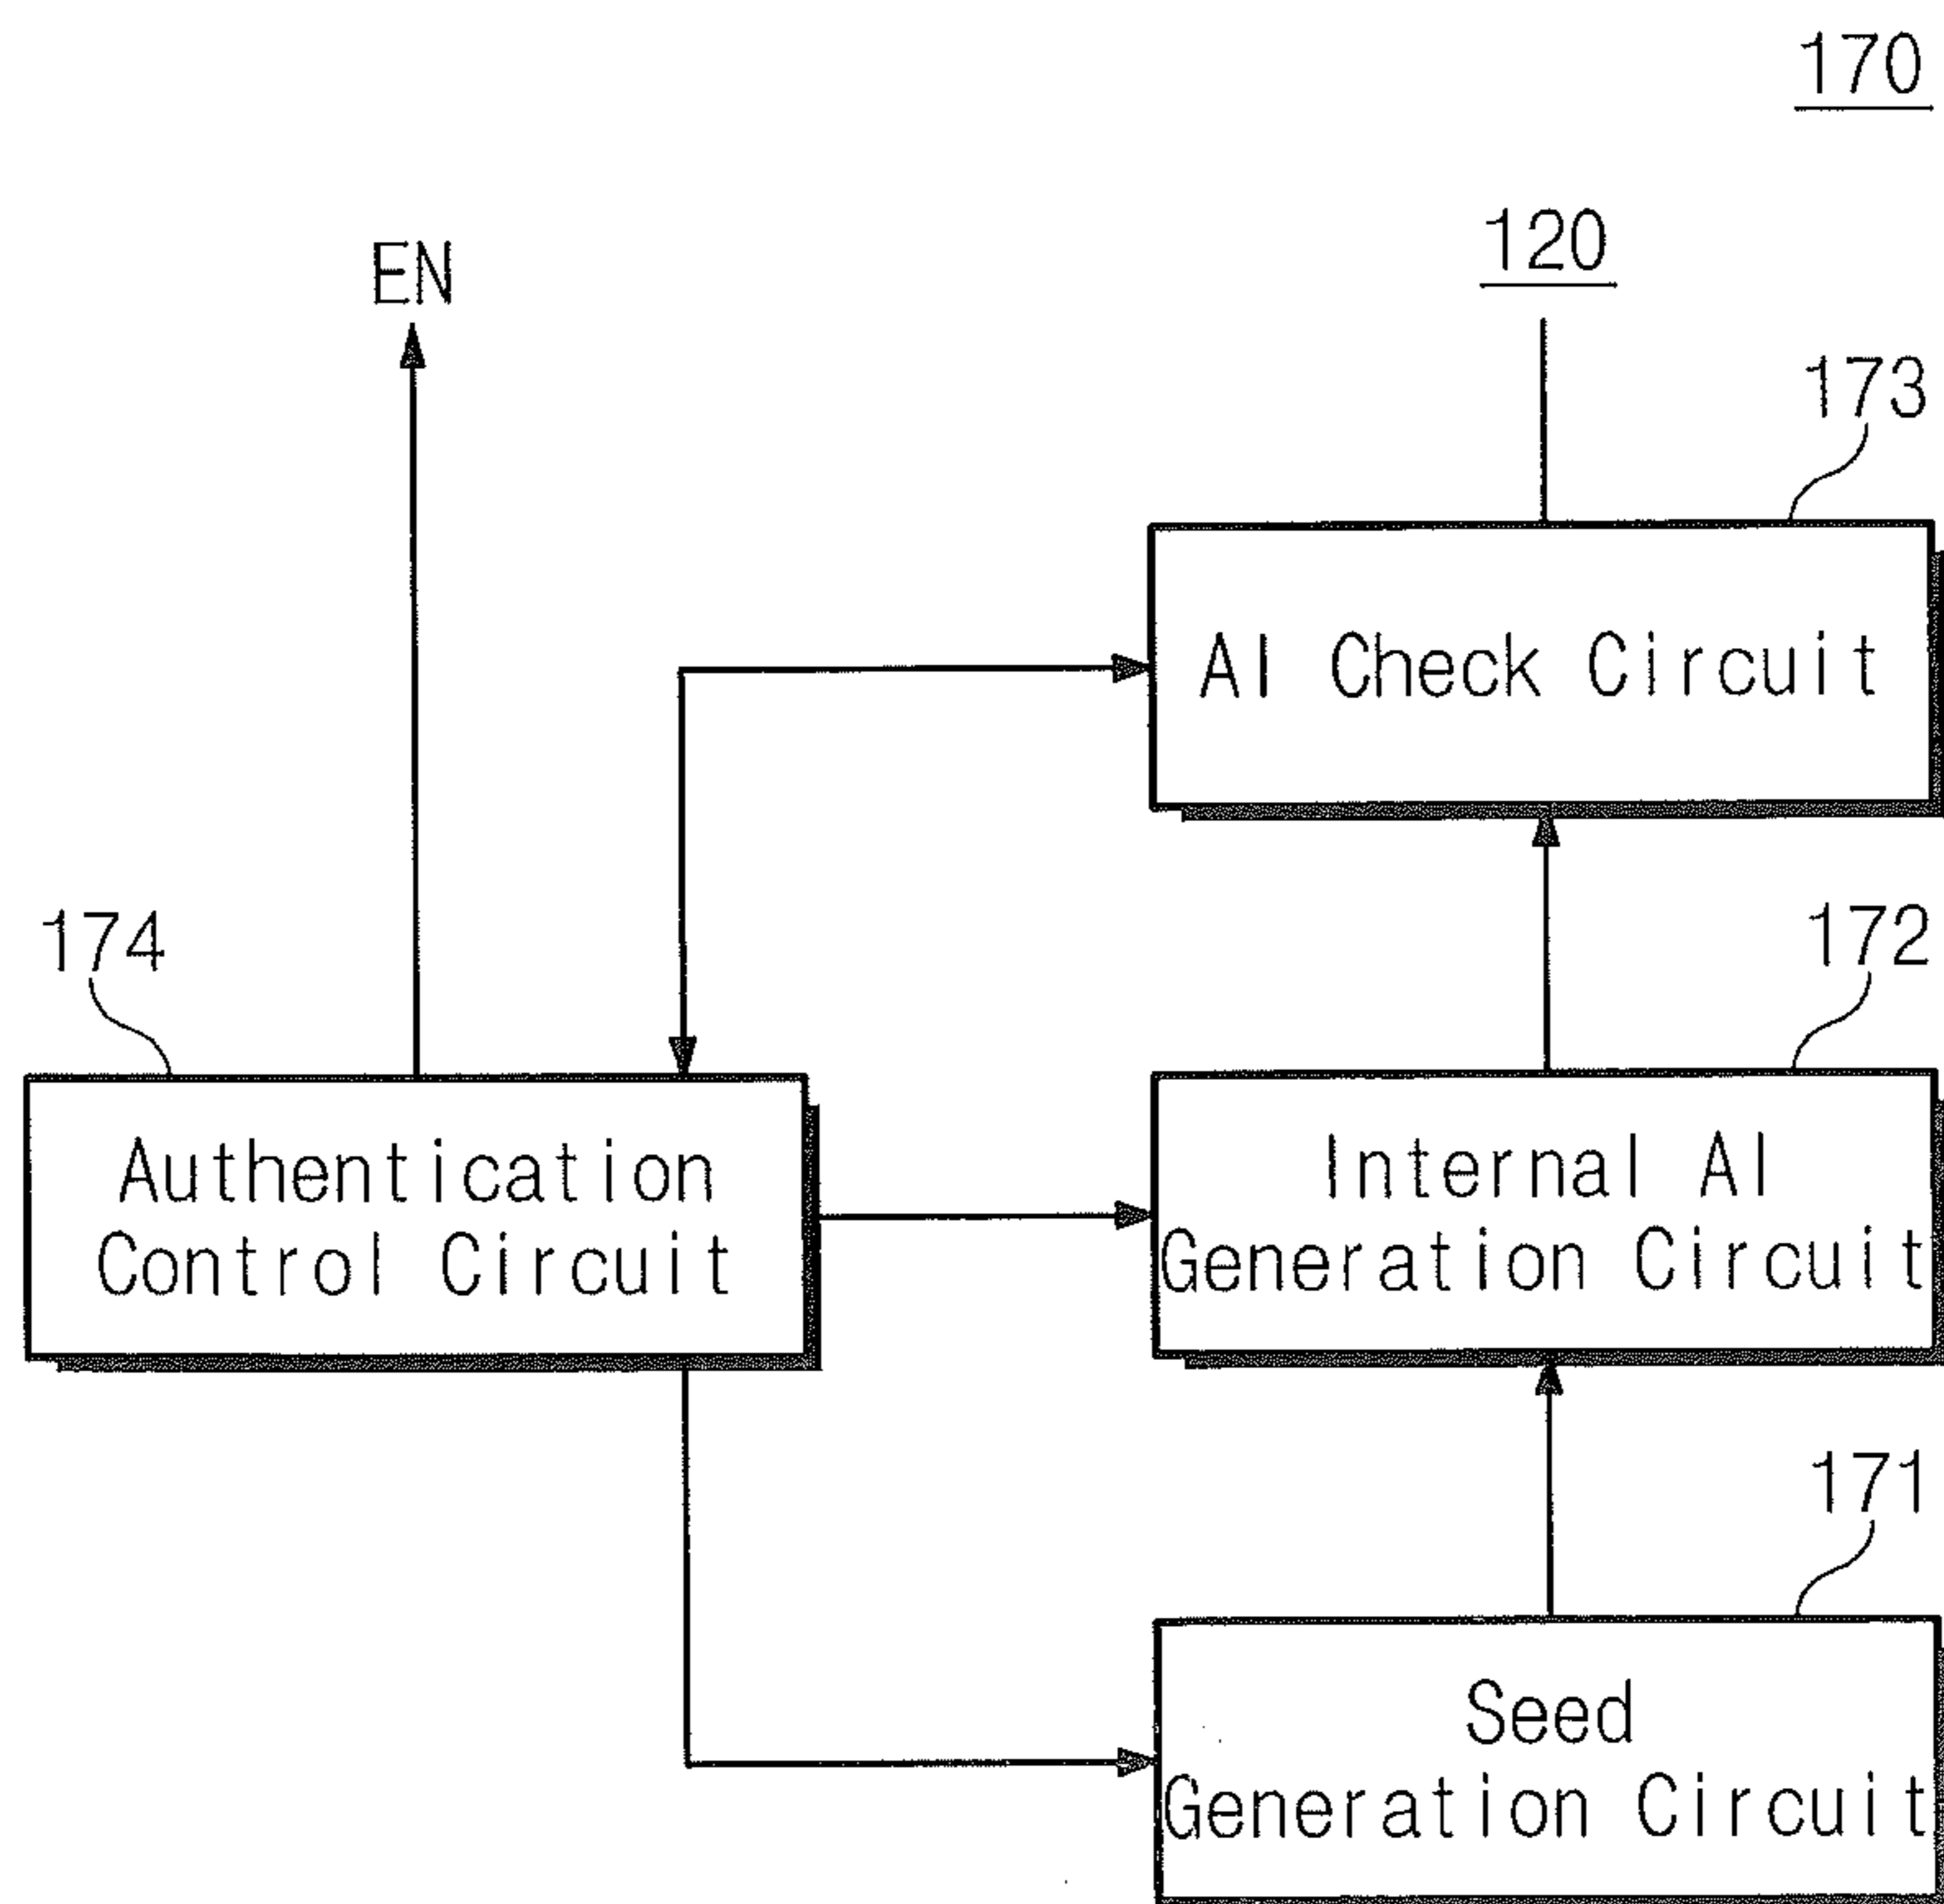 170
120
EN
173
AI Check Circuit
174
172
Authentication
Control Circuit
Internal AI
Generation Circuit
171
Seed
Generation Circuit